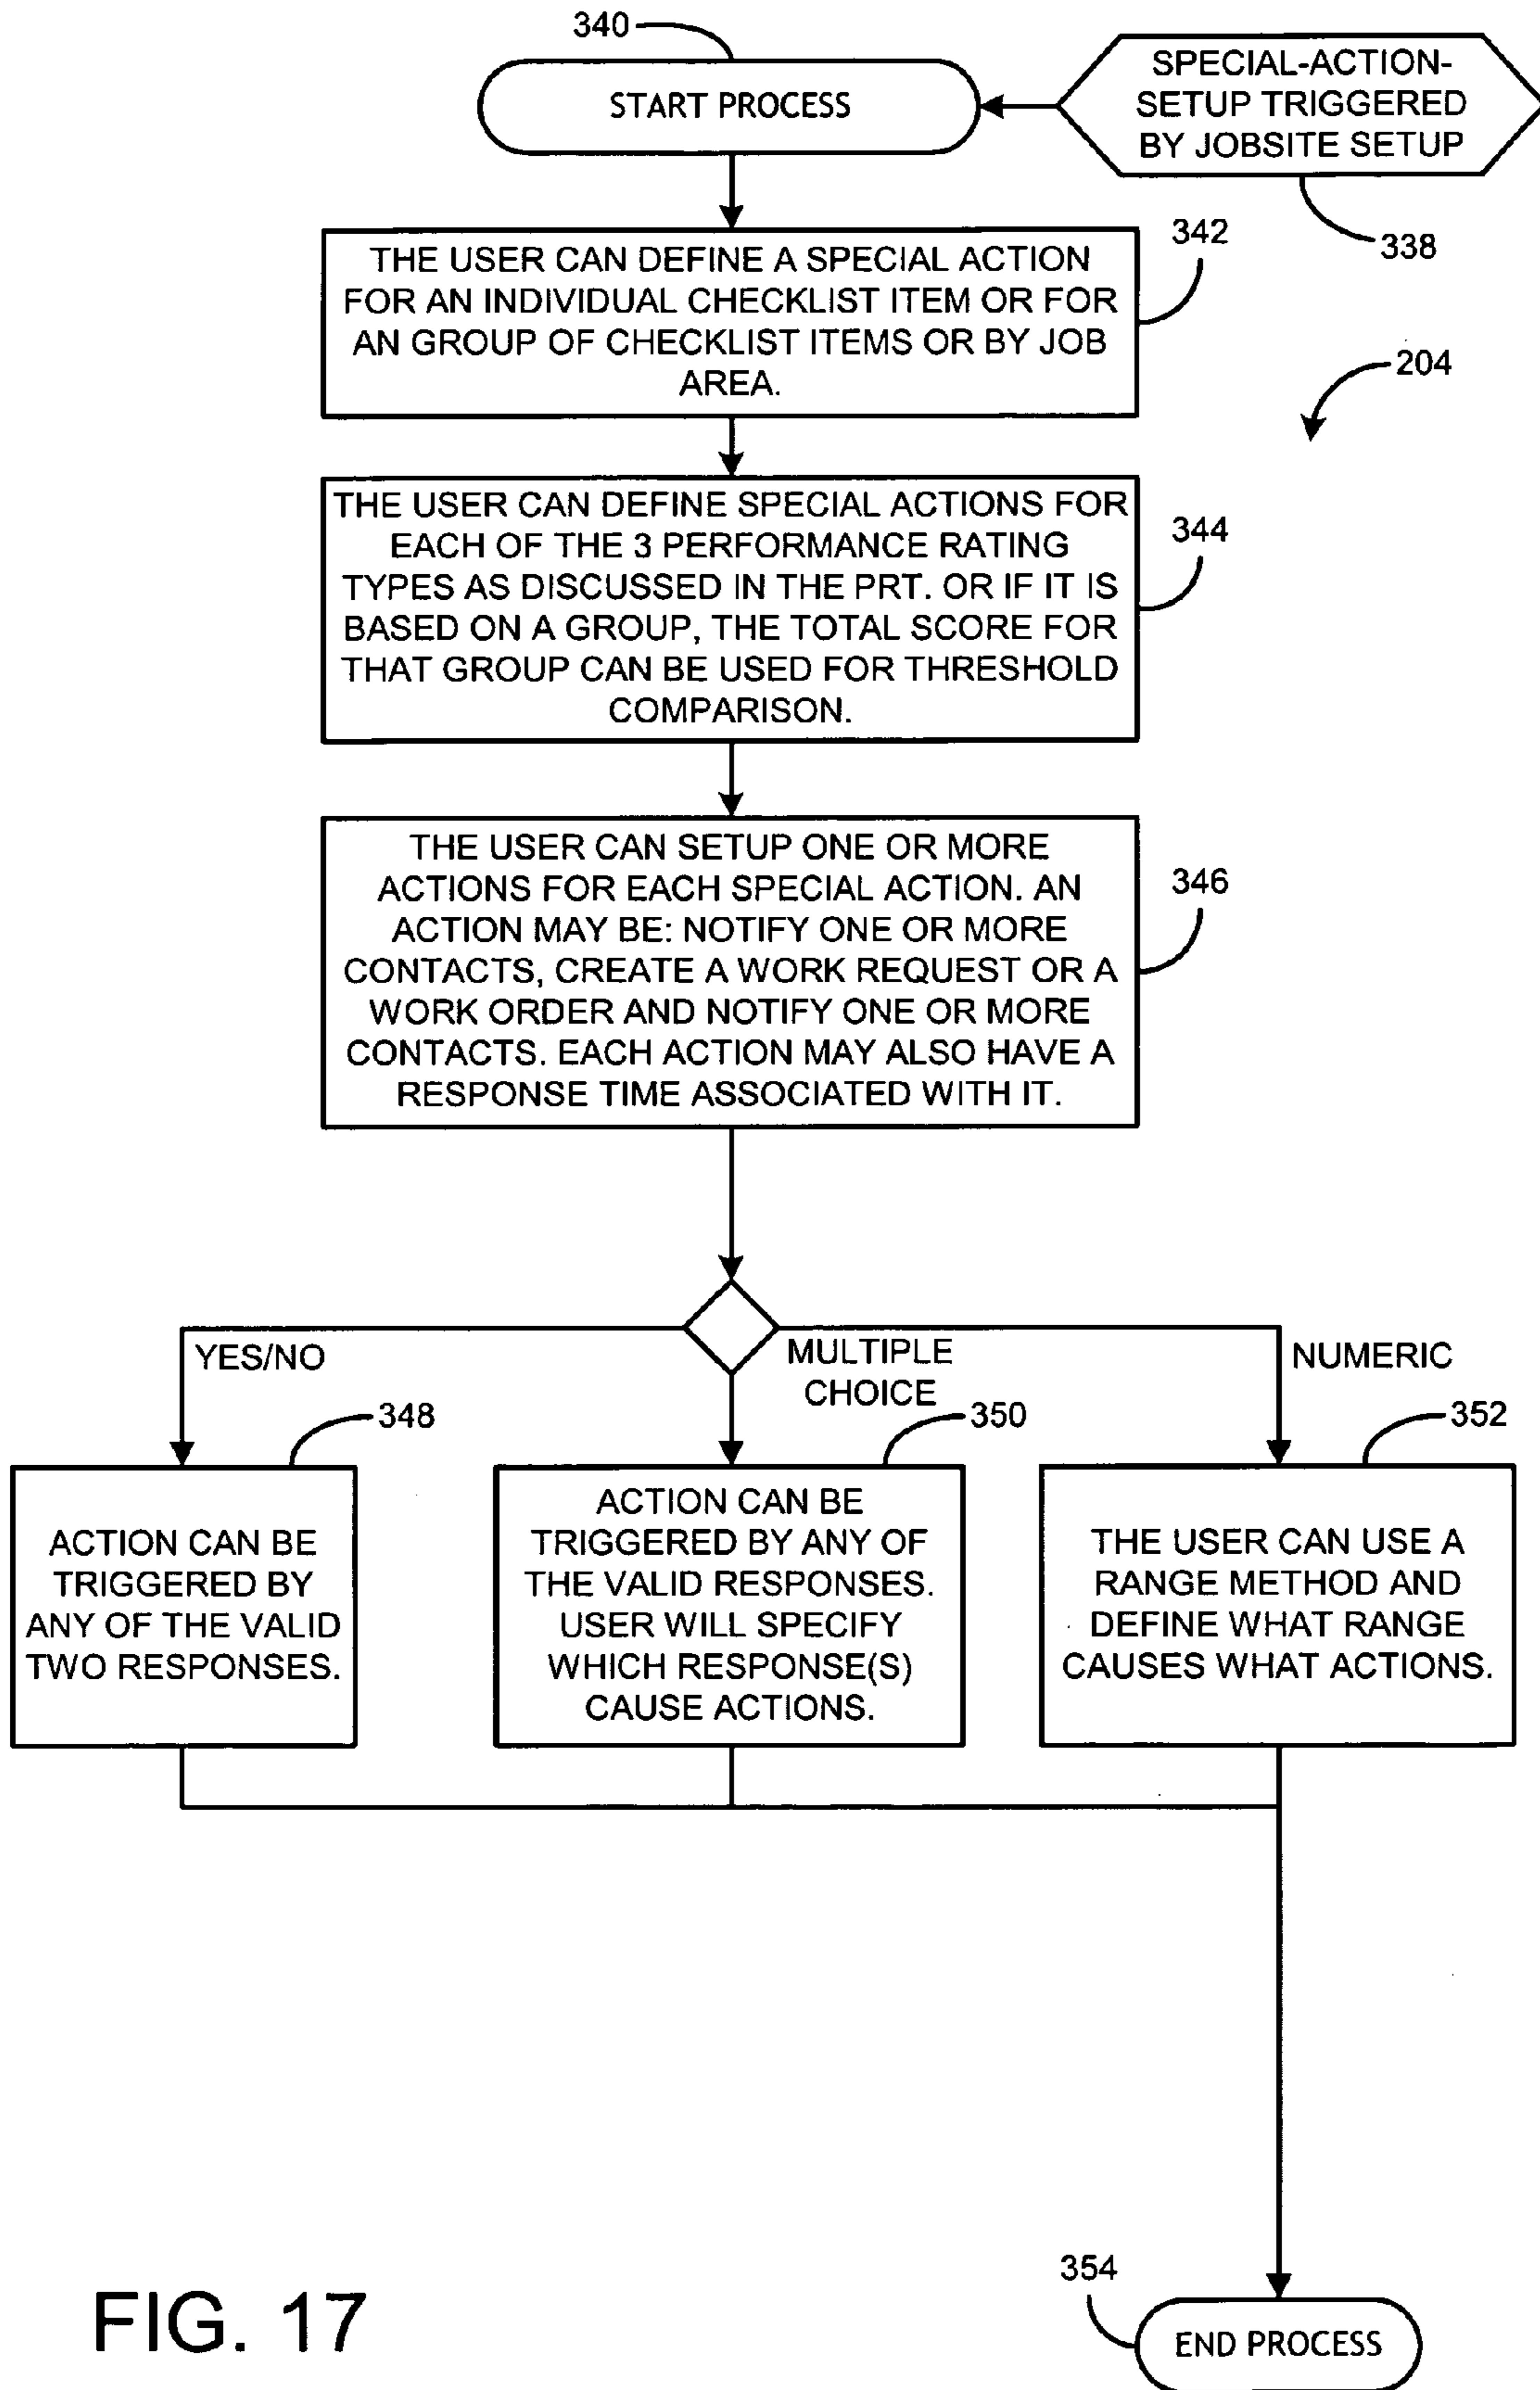 340
START PROCESS
SPECIAL-ACTION-
SETUP TRIGGERED
BY JOBSITE SETUP
338
342
THE USER CAN DEFINE A SPECIAL ACTION
FOR AN INDIVIDUAL CHECKLIST ITEM OR FOR
AN GROUP OF CHECKLIST ITEMS OR BY JOB
AREA.
204
THE USER CAN DEFINE SPECIAL ACTIONS FOR
EACH OF THE 3 PERFORMANCE RATING
TYPES AS DISCUSSED IN THE PRT. OR IF IT IS
BASED ON A GROUP, THE TOTAL SCORE FOR
THAT GROUP CAN BE USED FOR THRESHOLD
COMPARISON.
344
THE USER CAN SETUP ONE OR MORE
ACTIONS FOR EACH SPECIAL ACTION. AN
ACTION MAY BE: NOTIFY ONE OR MORE
CONTACTS, CREATE A WORK REQUEST OR A
WORK ORDER AND NOTIFY ONE OR MORE
CONTACTS. EACH ACTION MAY ALSO HAVE A
RESPONSE TIME ASSOCIATED WITH IT.
346
YES/NO
MULTIPLE
CHOICE
NUMERIC
348
ACTION CAN BE
TRIGGERED BY
ANY OF THE VALID
TWO RESPONSES.
350
ACTION CAN BE
TRIGGERED BY ANY OF
THE VALID RESPONSES.
USER WILL SPECIFY
WHICH RESPONSE(S)
CAUSE ACTIONS.
352
THE USER CAN USE A
RANGE METHOD AND
DEFINE WHAT RANGE
CAUSES WHAT ACTIONS.
354
END PROCESS
FIG. 17